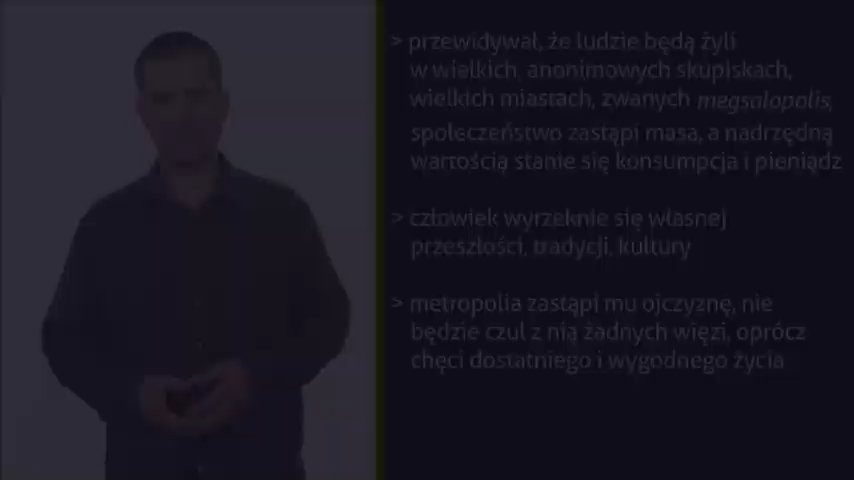 > przewidywał, że ludzie będą żyli
w wielkich, anonimowych skupiskach,
wielkich miastach, zwanych megsalopolis,
społeczeństwo zastąpi masa, a nadrzędną
wartością stanie się konsumpcja i pieniądz
> człowiek wyrzeknie się własnej
przeszłości, tradycji, kultury
> metropolia zastąpi mu ojczyznę, nie
będzie czuł z nią żadnych więzi, oprócz
chęci dostatniego i wygodnego życia